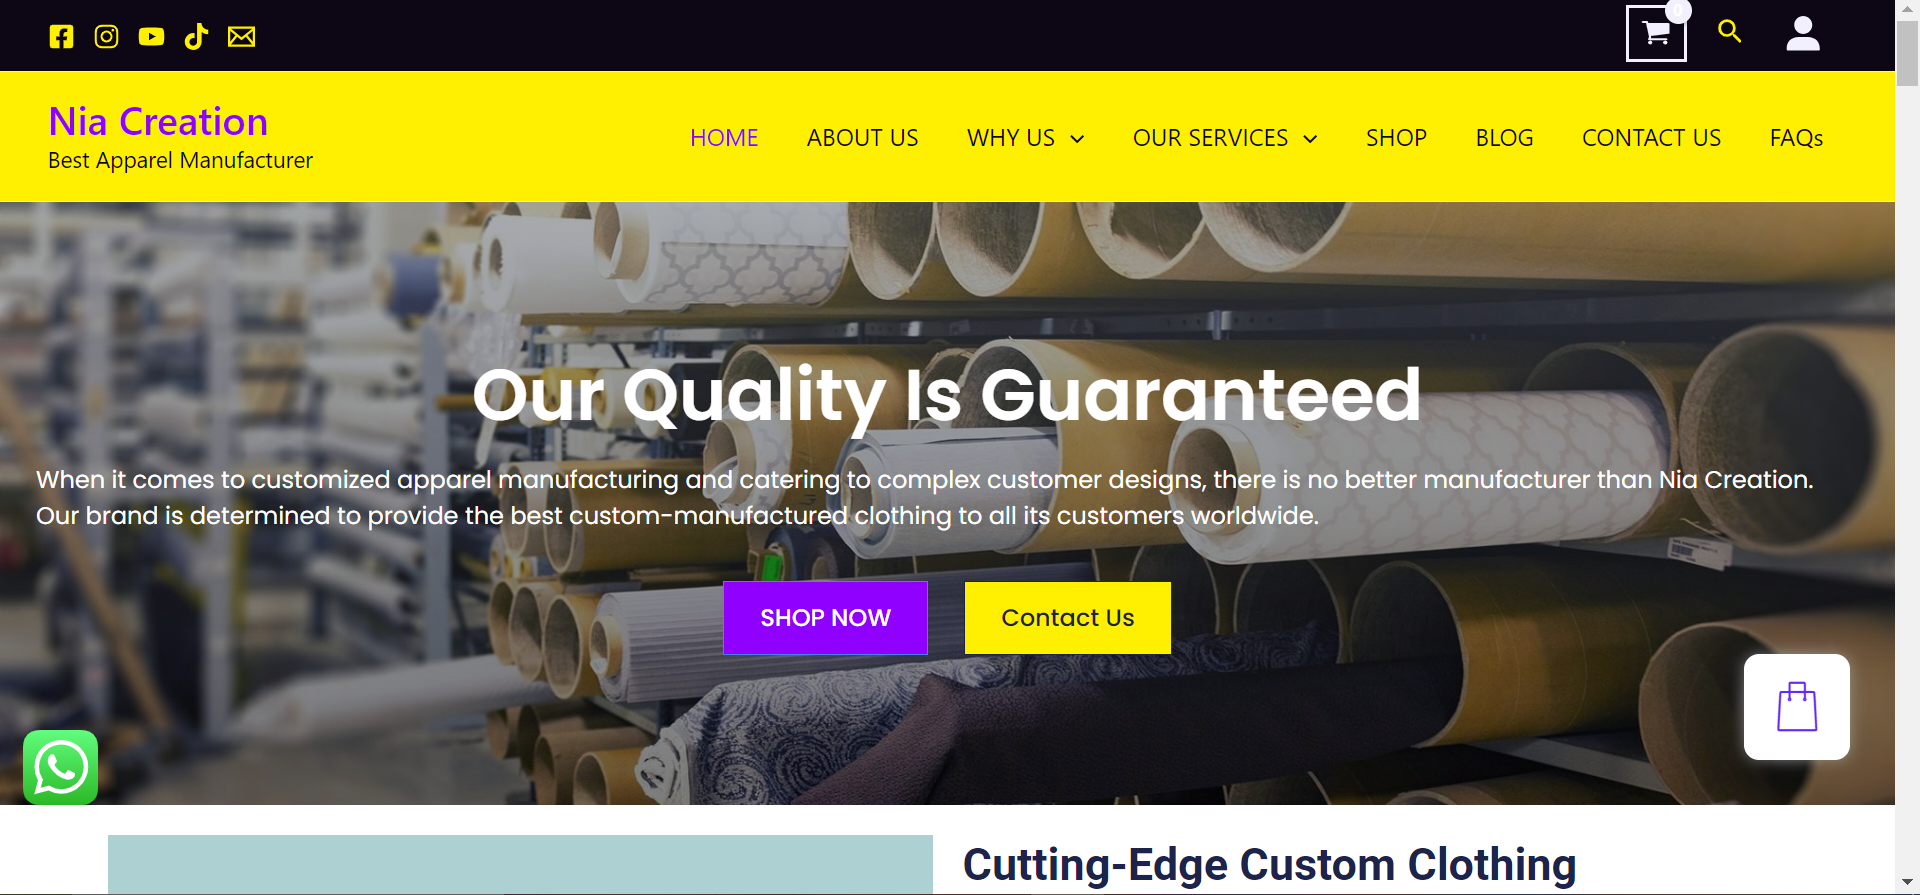 0
Nia Creation
Best Apparel Manufacturer
HOME ABOUT US WHY US OUR SERVICES SHOP BLOG CONTACT US FAQs
Our Quality Is Guaranteed
When it comes to customized apparel manufacturing and catering to complex customer designs, there is no better manufacturer than Nia Creation.
Our brand is determined to provide the best custom-manufactured clothing to all its customers worldwide.
SHOP NOW Contact Us
Cutting-Edge Custom Clothing